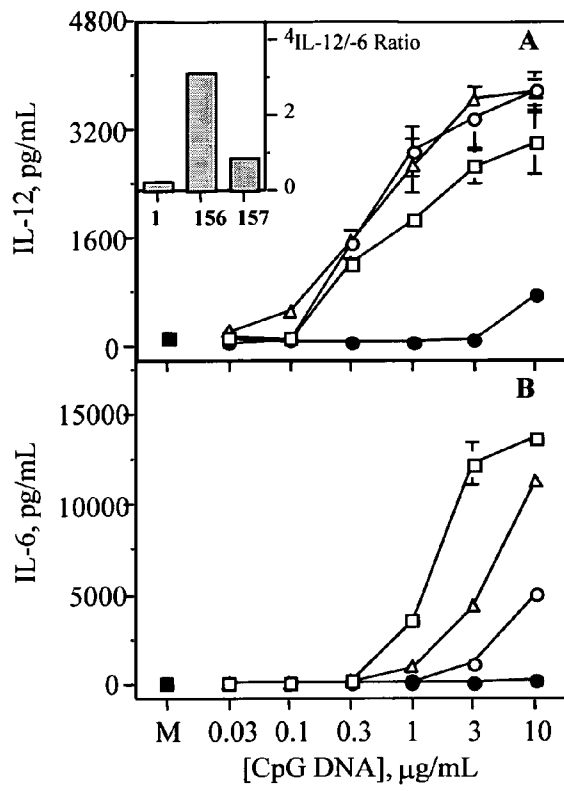 4800
3200
1600
0
IL-12, pg/mL
4
2
0
IL-12/-6 Ratio
1 156 157
A
15000
10000
5000
0
IL-6, pg/mL
B
M 0.03 0.1 0.3 1 3 10
[CpG DNA], µg/mL